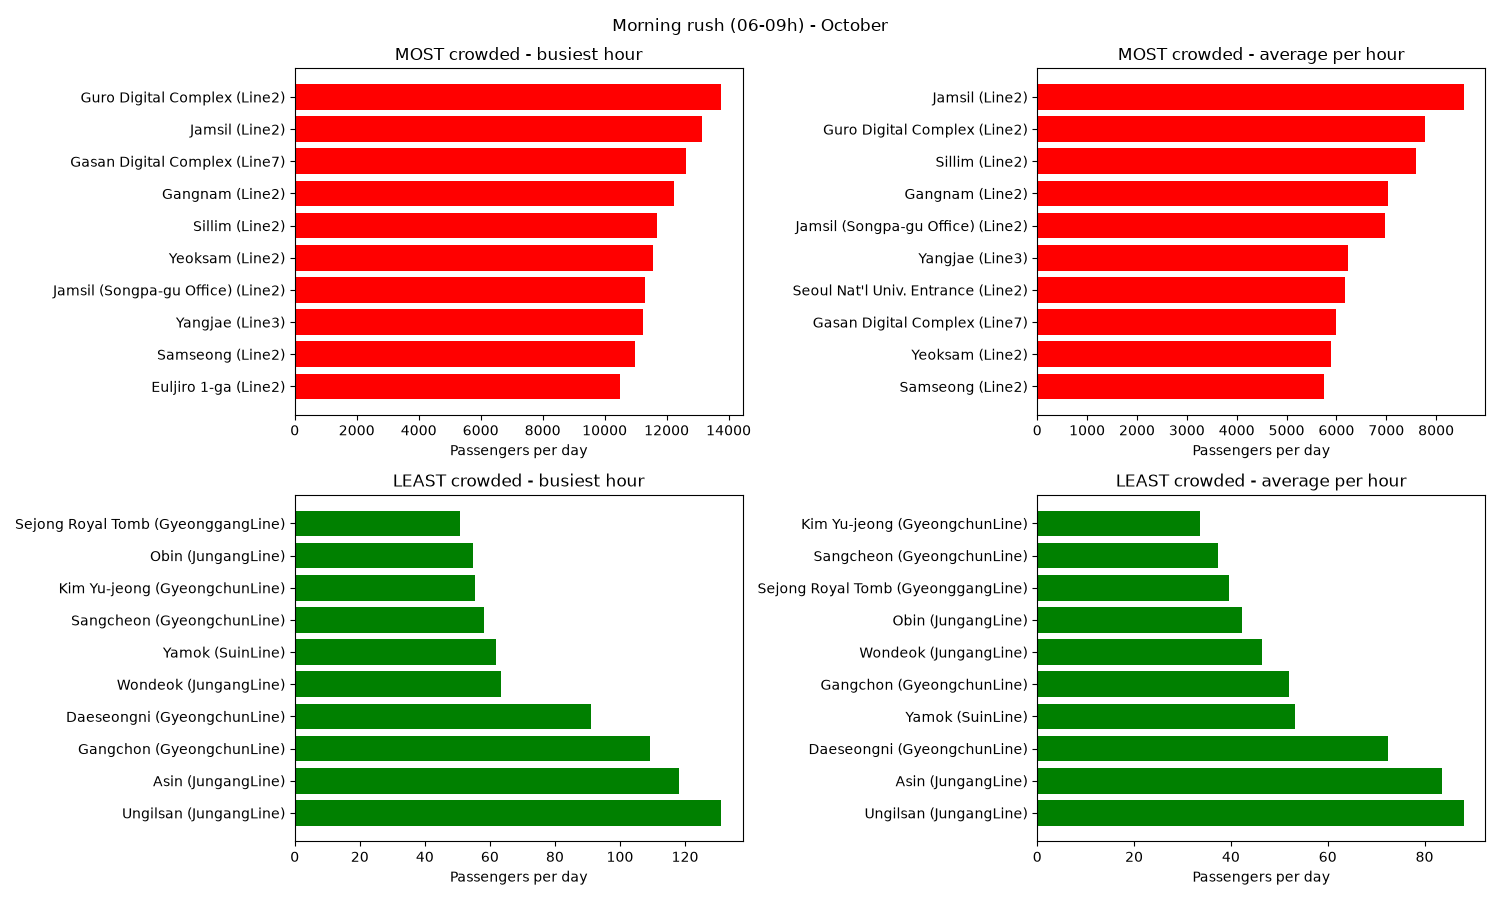 Morning rush (06-09h) - October
MOST crowded - busiest hour
Guro Digital Complex (Line2)
Jamsil (Line2)
Gasan Digital Complex (Line7)
Gangnam (Line2)
Sillim (Line2)
Yeoksam (Line2)
Jamsil (Songpa-gu Office) (Line2)
Yangjae (Line3)
Samseong (Line2)
Euljiro 1-ga (Line2)
0 2000 4000 6000 8000 10000 12000 14000
Passengers per day
MOST crowded - average per hour
Jamsil (Line2)
Guro Digital Complex (Line2)
Sillim (Line2)
Gangnam (Line2)
Jamsil (Songpa-gu Office) (Line2)
Yangjae (Line3)
Seoul Nat'l Univ. Entrance (Line2)
Gasan Digital Complex (Line7)
Yeoksam (Line2)
Samseong (Line2)
0 1000 2000 3000 4000 5000 6000 7000 8000
Passengers per day
LEAST crowded - busiest hour
Sejong Royal Tomb (GyeonggangLine)
Obin (JungangLine)
Kim Yu-jeong (GyeongchunLine)
Sangcheon (GyeongchunLine)
Yamok (SuinLine)
Wondeok (JungangLine)
Daeseongni (GyeongchunLine)
Gangchon (GyeongchunLine)
Asin (JungangLine)
Ungilsan (JungangLine)
0 20 40 60 80 100 120
Passengers per day
LEAST crowded - average per hour
Kim Yu-jeong (GyeongchunLine)
Sangcheon (GyeongchunLine)
Sejong Royal Tomb (GyeonggangLine)
Obin (JungangLine)
Wondeok (JungangLine)
Gangchon (GyeongchunLine)
Yamok (SuinLine)
Daeseongni (GyeongchunLine)
Asin (JungangLine)
Ungilsan (JungangLine)
0 20 40 60 80
Passengers per day